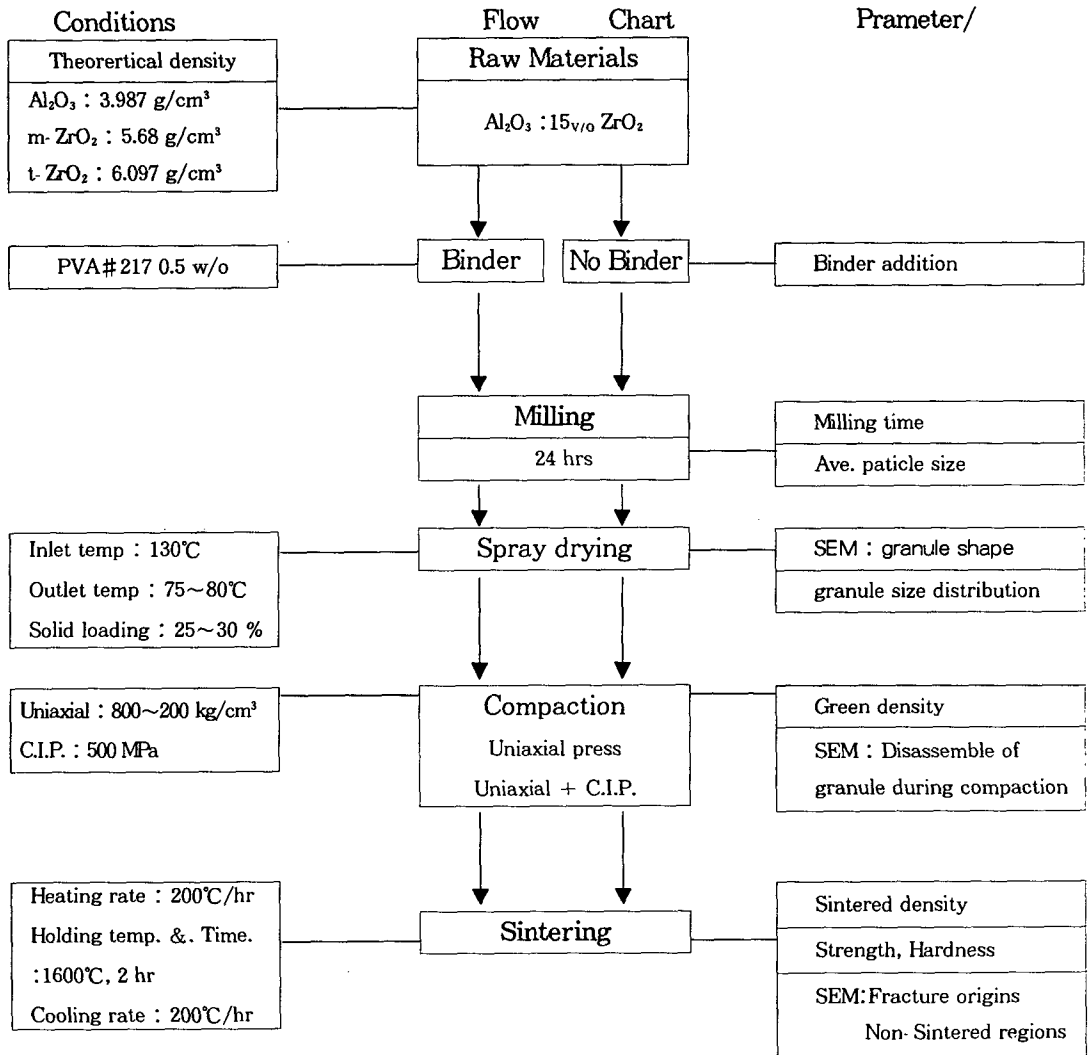 Conditions
Flow Chart
Prameter/
Theorertical density
Al₂O₃ : 3.987 g/cm³
m- ZrO₂ : 5.68 g/cm³
t- ZrO₂ : 6.097 g/cm³
Raw Materials
Al₂O₃ :15v/o ZrO₂
PVA#217 0.5 w/o
Binder
No Binder
Binder addition
Milling
24 hrs
Milling time
Ave. paticle size
Inlet temp : 130℃
Outlet temp : 75~80℃
Solid loading : 25~30 %
Spray drying
SEM : granule shape
granule size distribution
Uniaxial : 800~200 kg/cm³
C.I.P. : 500 MPa
Compaction
Uniaxial press
Uniaxial + C.I.P.
Green density
SEM : Disassemble of
granule during compaction
Heating rate : 200℃/hr
Holding temp. &. Time.
:1600℃, 2 hr
Cooling rate : 200℃/hr
Sintering
Sintered density
Strength, Hardness
SEM:Fracture origins
Non- Sintered regions